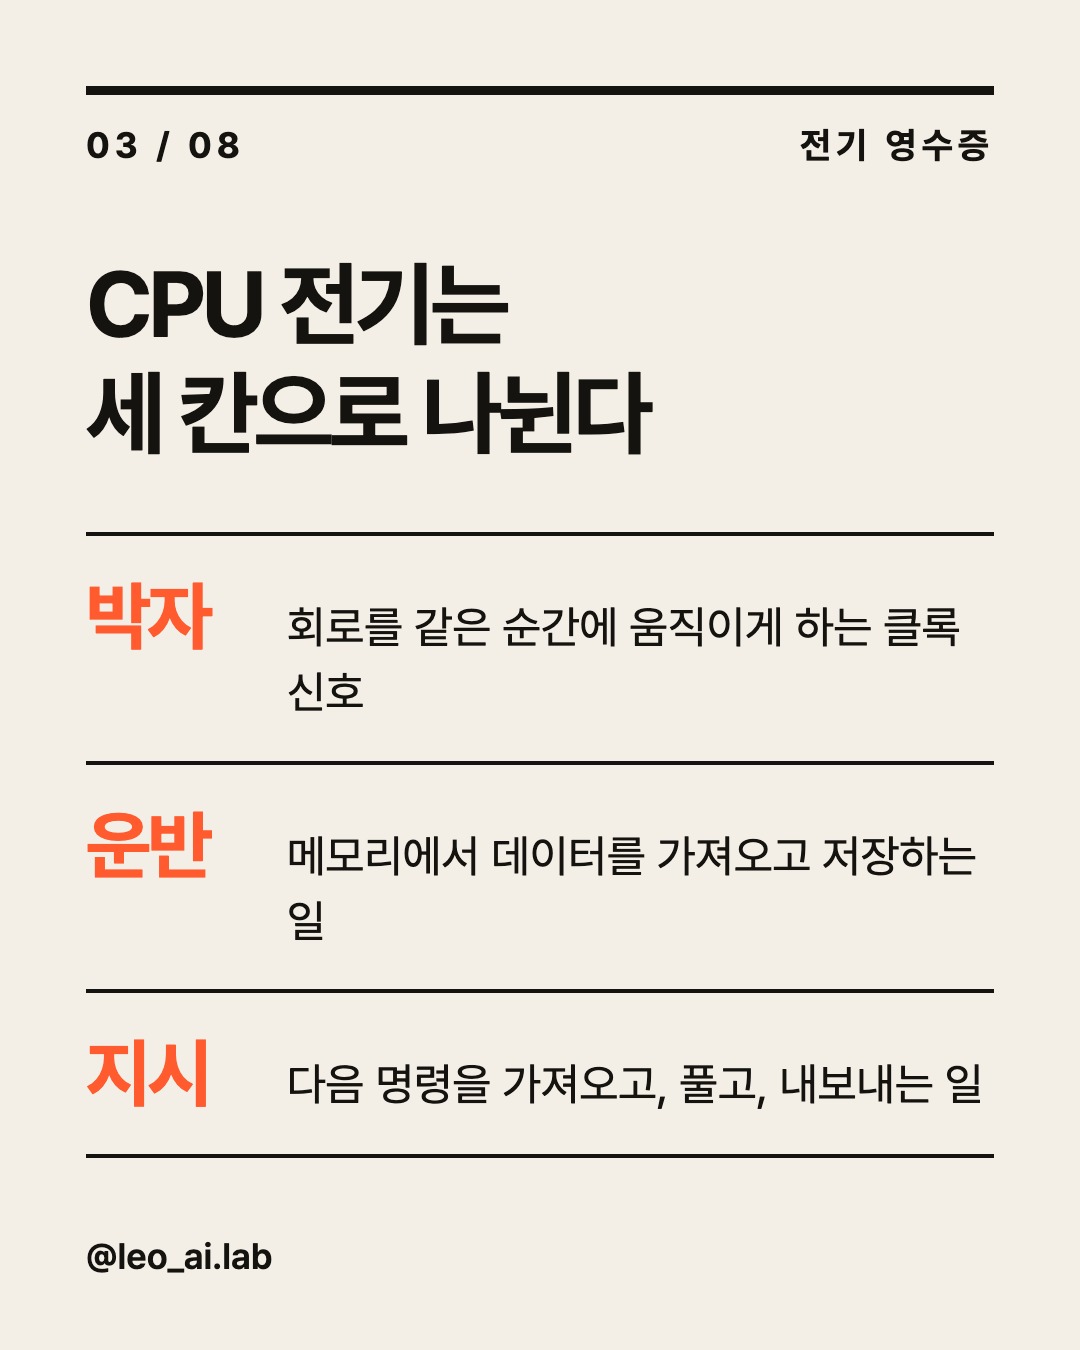 03 / 08
전기 영수증
CPU 전기는
세 칸으로 나뉜다
박자
회로를 같은 순간에 움직이게 하는 클록
신호
운반
메모리에서 데이터를 가져오고 저장하는
일
지시
다음 명령을 가져오고, 풀고, 내보내는 일
@leo_ai.lab